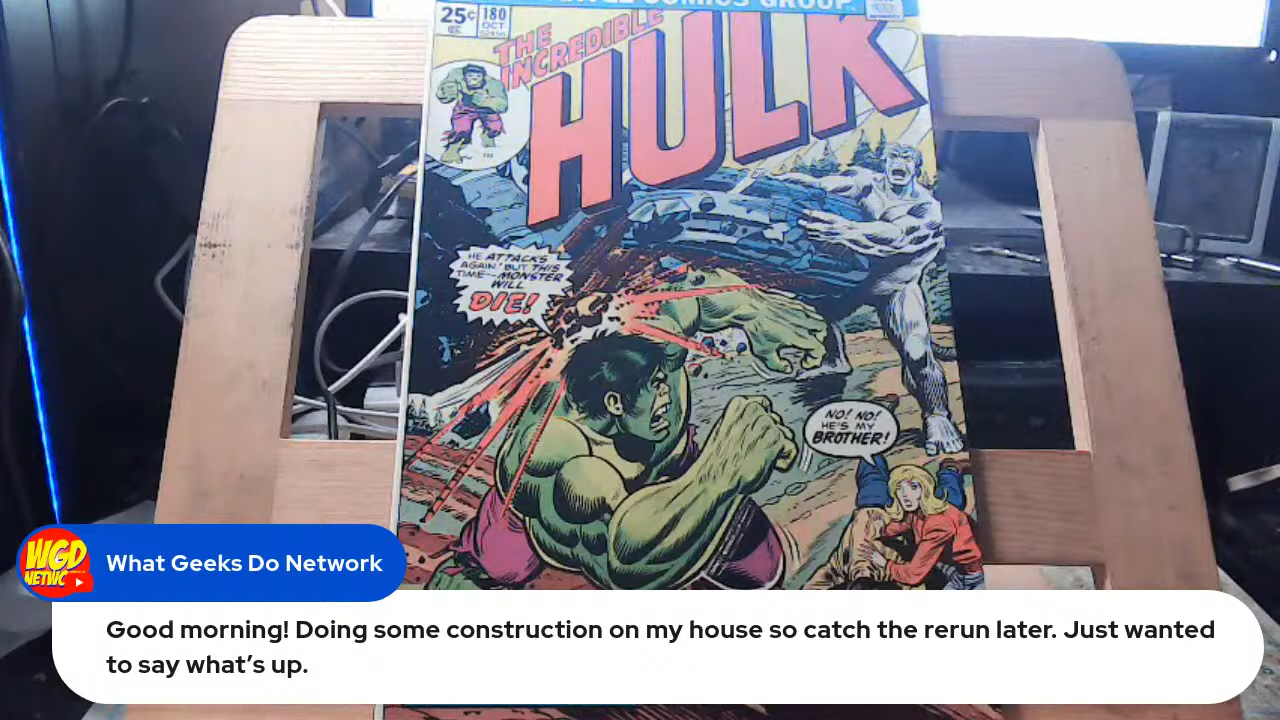 MARVEL COMICS GROUP
25¢
180
OCT
THE
INCREDIBLE
HULK
TM
HE ATTACKS
AGAIN! BUT THIS
TIME--MONSTER
WILL
DIE!
NO! NO!
HE'S MY
BROTHER!
WGD
NETWO
What Geeks Do Network
Good morning! Doing some construction on my house so catch the rerun later. Just wanted
to say what's up.